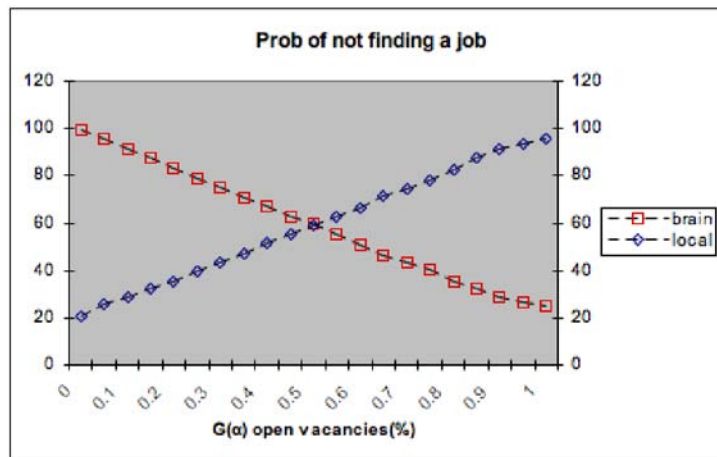 Prob of not finding a job
120 120
100 100
80 80
60 60
40 40
20 20
0 0
brain
local
0 0.1 0.2 0.3 0.4 0.5 0.6 0.7 0.8 0.9 1
G(α) open vacancies(%)